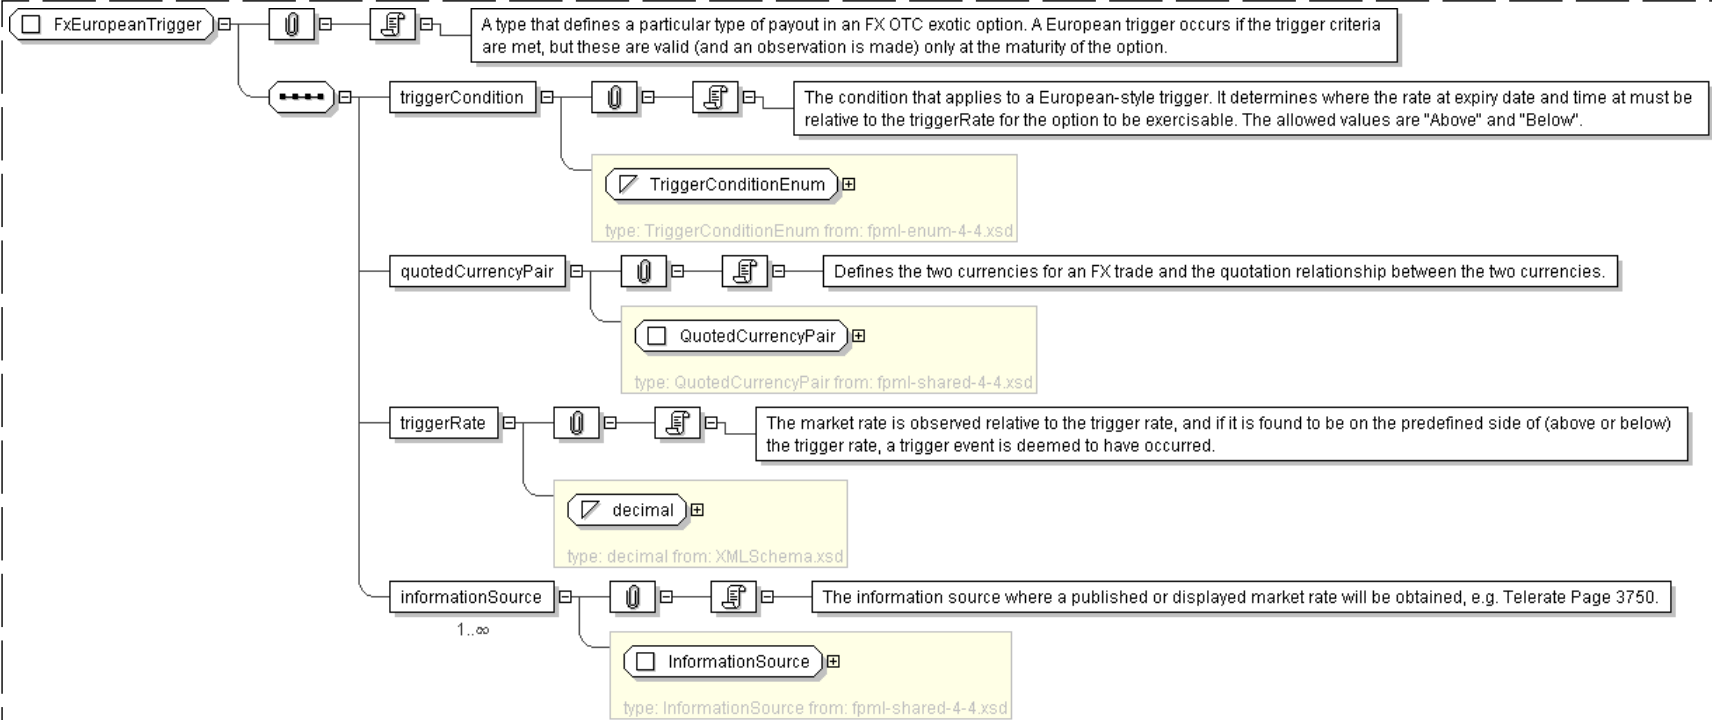 FxEuropeanTrigger
A type that defines a particular type of payout in an FX OTC exotic option. A European trigger occurs if the trigger criteria
are met, but these are valid (and an observation is made) only at the maturity of the option.
triggerCondition
The condition that applies to a European-style trigger. It determines where the rate at expiry date and time at must be
relative to the triggerRate for the option to be exercisable. The allowed values are "Above" and "Below".
TriggerConditionEnum
type: TriggerConditionEnum from: fpml-enum-4-4.xsd
quotedCurrencyPair
Defines the two currencies for an FX trade and the quotation relationship between the two currencies.
QuotedCurrencyPair
type: QuotedCurrencyPair from: fpml-shared-4-4.xsd
triggerRate
The market rate is observed relative to the trigger rate, and if it is found to be on the predefined side of (above or below)
the trigger rate, a trigger event is deemed to have occurred.
decimal
type: decimal from: XMLSchema.xsd
informationSource
The information source where a published or displayed market rate will be obtained, e.g. Telerate Page 3750.
1..∞
InformationSource
type: InformationSource from: fpml-shared-4-4.xsd